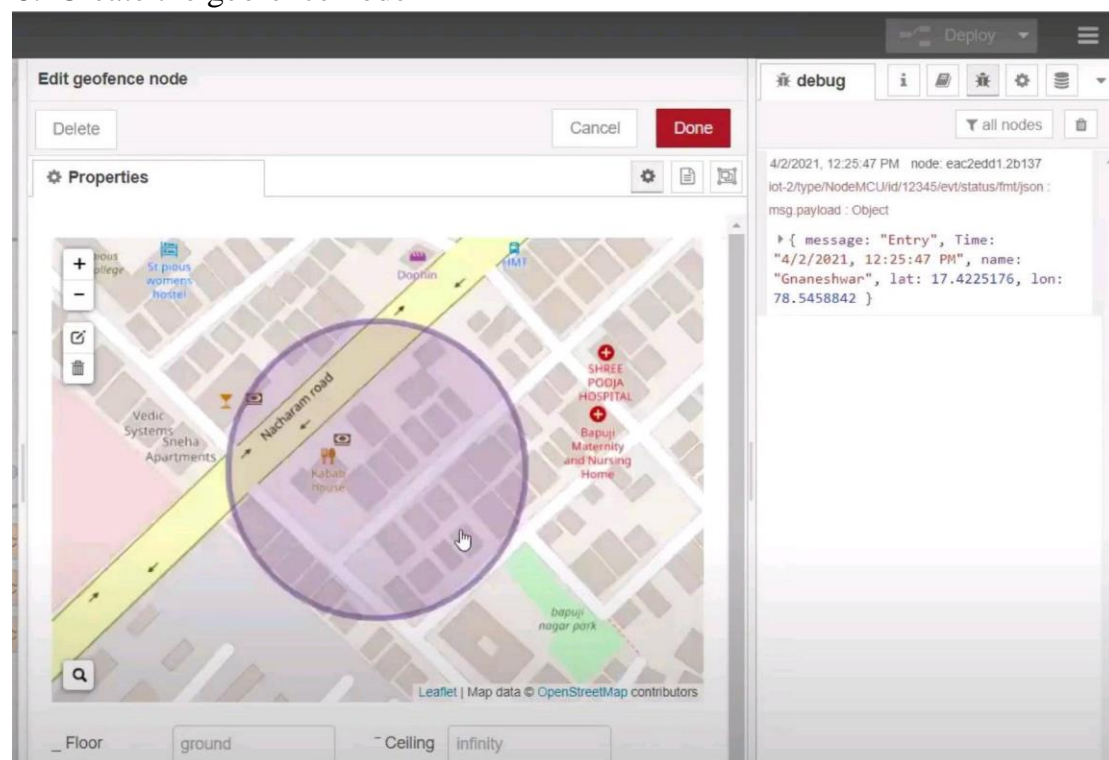 Deploy
Edit geofence node
Delete
Cancel
Done
Properties
debug
i
all nodes
4/2/2021, 12:25:47 PM node: eac2edd1.2b137
iot-2/type/NodeMCU/id/12345/evt/status/fmt/json :
msg.payload : Object
{ message: "Entry", Time:
"4/2/2021, 12:25:47 PM", name:
"Gnaneshwar", lat: 17.4225176, lon:
78.5458842 }
+
−
St pious
womens
hostel
Dophin
HMT
Nacharam road
SHREE
POOJA
HOSPITAL
Bapuji
Maternity
and Nursing
Home
Vedic
Systems
Sneha
Apartments
Kabab
house
bapuji
nagar park
Leaflet | Map data © OpenStreetMap contributors
Floor
ground
Ceiling
infinity